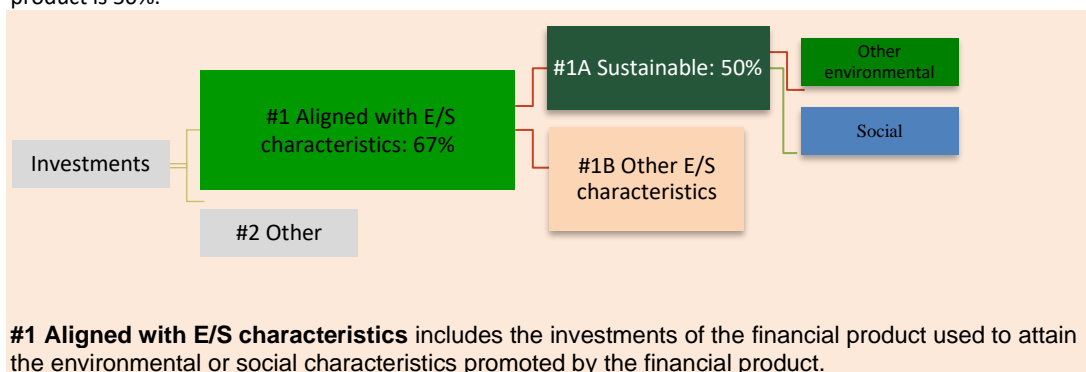 #1A Sustainable: 50%
Other
environmental
#1 Aligned with E/S
characteristics: 67%
Social
Investments
#1B Other E/S
characteristics
#2 Other
#1 Aligned with E/S characteristics includes the investments of the financial product used to attain
the environmental or social characteristics promoted by the financial product.